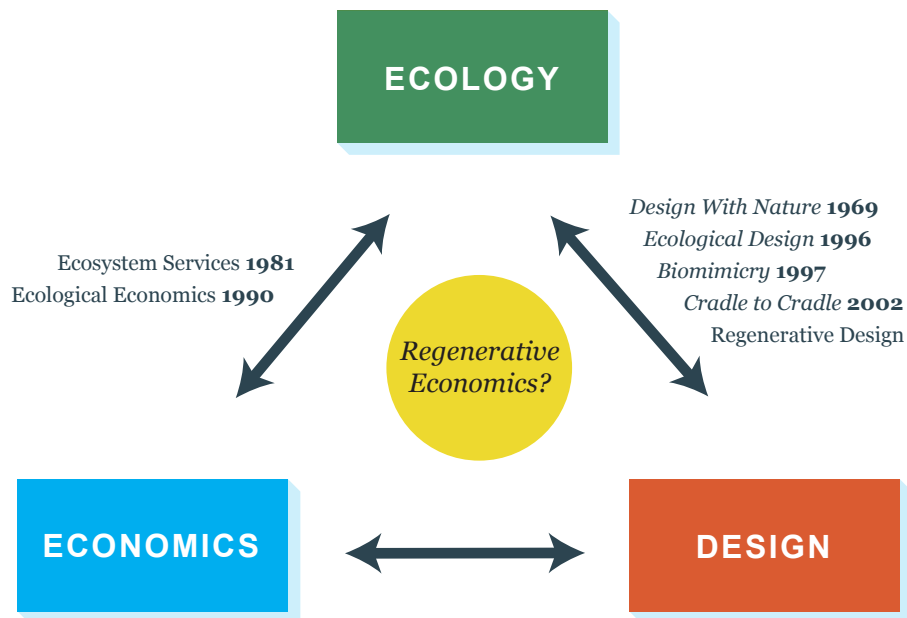 ECOLOGY
Design With Nature 1969
Ecological Design 1996
Biomimicry 1997
Cradle to Cradle 2002
Regenerative Design
Ecosystem Services 1981
Ecological Economics 1990
Regenerative
Economics?
ECONOMICS
DESIGN